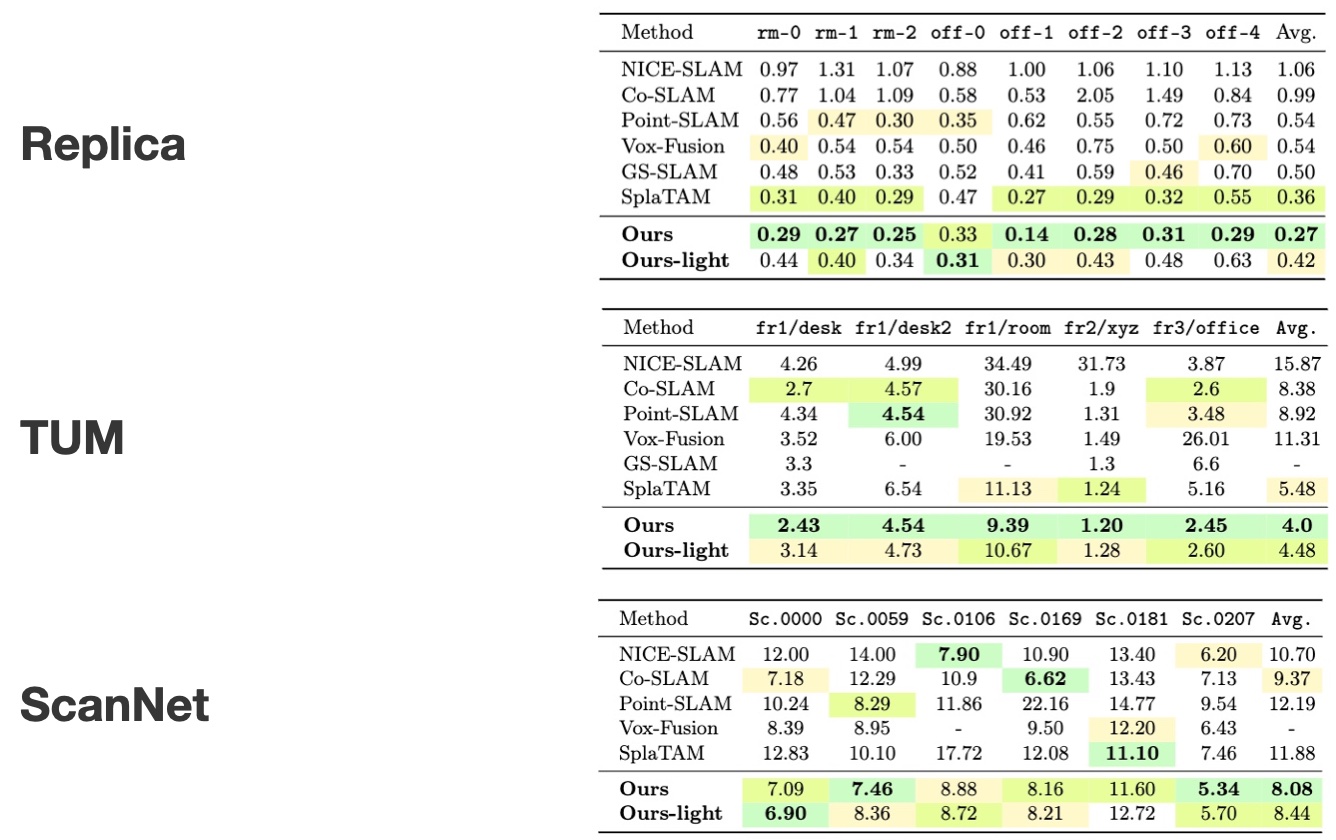 Replica
Method rm-0 rm-1 rm-2 off-0 off-1 off-2 off-3 off-4 Avg.
NICE-SLAM 0.97 1.31 1.07 0.88 1.00 1.06 1.10 1.13 1.06
Co-SLAM 0.77 1.04 1.09 0.58 0.53 2.05 1.49 0.84 0.99
Point-SLAM 0.56 0.47 0.30 0.35 0.62 0.55 0.72 0.73 0.54
Vox-Fusion 0.40 0.54 0.54 0.50 0.46 0.75 0.50 0.60 0.54
GS-SLAM 0.48 0.53 0.33 0.52 0.41 0.59 0.46 0.70 0.50
SplaTAM 0.31 0.40 0.29 0.47 0.27 0.29 0.32 0.55 0.36
Ours 0.29 0.27 0.25 0.33 0.14 0.28 0.31 0.29 0.27
Ours-light 0.44 0.40 0.34 0.31 0.30 0.43 0.48 0.63 0.42
TUM
Method fr1/desk fr1/desk2 fr1/room fr2/xyz fr3/office Avg.
NICE-SLAM 4.26 4.99 34.49 31.73 3.87 15.87
Co-SLAM 2.7 4.57 30.16 1.9 2.6 8.38
Point-SLAM 4.34 4.54 30.92 1.31 3.48 8.92
Vox-Fusion 3.52 6.00 19.53 1.49 26.01 11.31
GS-SLAM 3.3 - - 1.3 6.6 -
SplaTAM 3.35 6.54 11.13 1.24 5.16 5.48
Ours 2.43 4.54 9.39 1.20 2.45 4.0
Ours-light 3.14 4.73 10.67 1.28 2.60 4.48
ScanNet
Method Sc.0000 Sc.0059 Sc.0106 Sc.0169 Sc.0181 Sc.0207 Avg.
NICE-SLAM 12.00 14.00 7.90 10.90 13.40 6.20 10.70
Co-SLAM 7.18 12.29 10.9 6.62 13.43 7.13 9.37
Point-SLAM 10.24 8.29 11.86 22.16 14.77 9.54 12.19
Vox-Fusion 8.39 8.95 - 9.50 12.20 6.43 -
SplaTAM 12.83 10.10 17.72 12.08 11.10 7.46 11.88
Ours 7.09 7.46 8.88 8.16 11.60 5.34 8.08
Ours-light 6.90 8.36 8.72 8.21 12.72 5.70 8.44